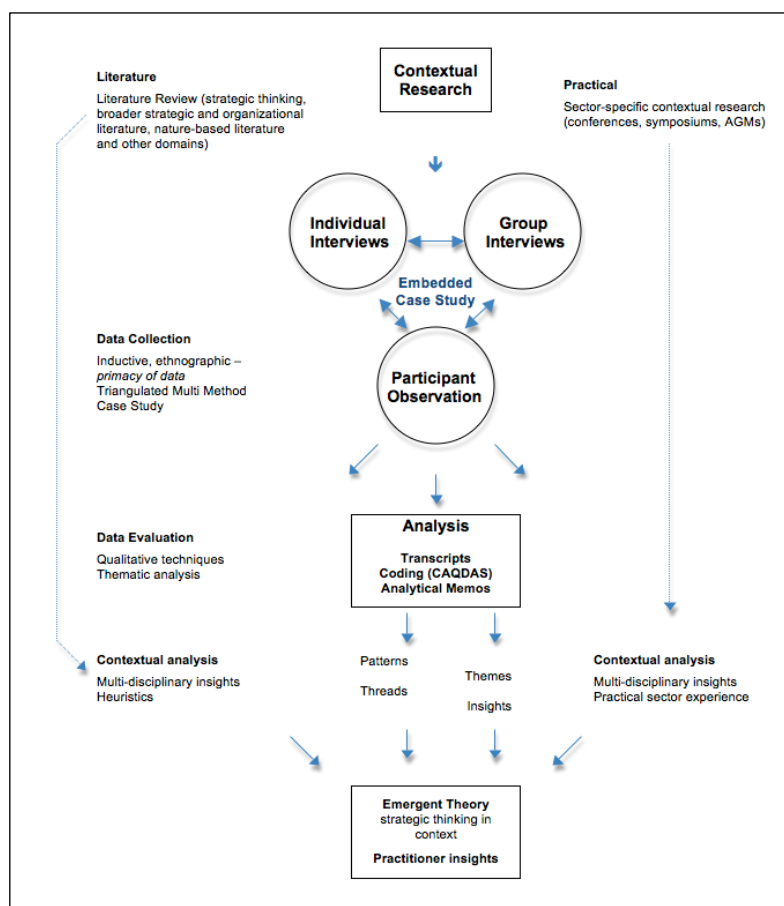 Contextual
Research
Literature
Literature Review (strategic thinking,
broader strategic and organizational
literature, nature-based literature
and other domains)
Practical
Sector-specific contextual research
(conferences, symposiums, AGMs)
Individual
Interviews
Group
Interviews
Embedded
Case Study
Data Collection
Inductive, ethnographic –
primacy of data
Triangulated Multi Method
Case Study
Participant
Observation
Data Evaluation
Qualitative techniques
Thematic analysis
Analysis
Transcripts
Coding (CAQDAS)
Analytical Memos
Contextual analysis
Multi-disciplinary insights
Heuristics
Patterns
Threads
Themes
Insights
Contextual analysis
Multi-disciplinary insights
Practical sector experience
Emergent Theory
strategic thinking in
context
Practitioner insights